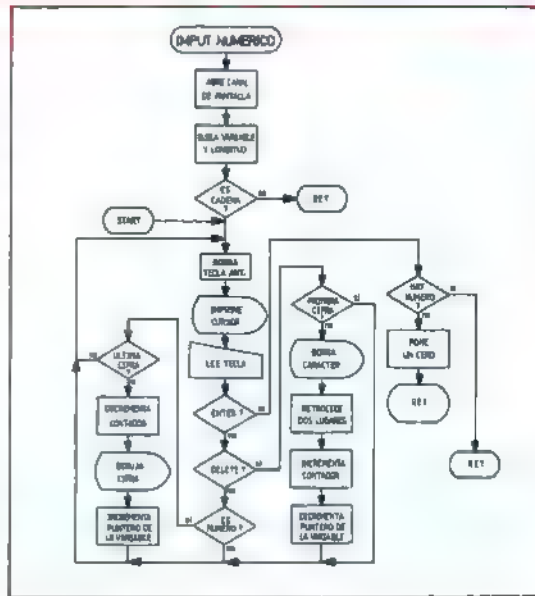 INPUT NUMERICO
ABRE CANAL
DE PANTALLA
BUSCA VARIABLE
Y LONGITUD
ES
CADENA
?
RET
START
BORRA
TECLA ANT.
IMPRIME
CURSOR
LEE TECLA
ENTER ?
DELETE ?
ES
NUMERO ?
ULTIMA
CIFRA
?
DECREMENTA
CONTADOR
DIBUJA
CIFRA
INCREMENTA
PUNTERO DE
LA VARIABLE
PRIMERA
CIFRA
?
BORRA
CARACTER
RETROCEDE
DOS LUGARES
INCREMENTA
CONTADOR
DECREMENTA
PUNTERO DE
LA VARIABLE
HAY
NUMERO
?
PONE
UN CERO
RET
RET